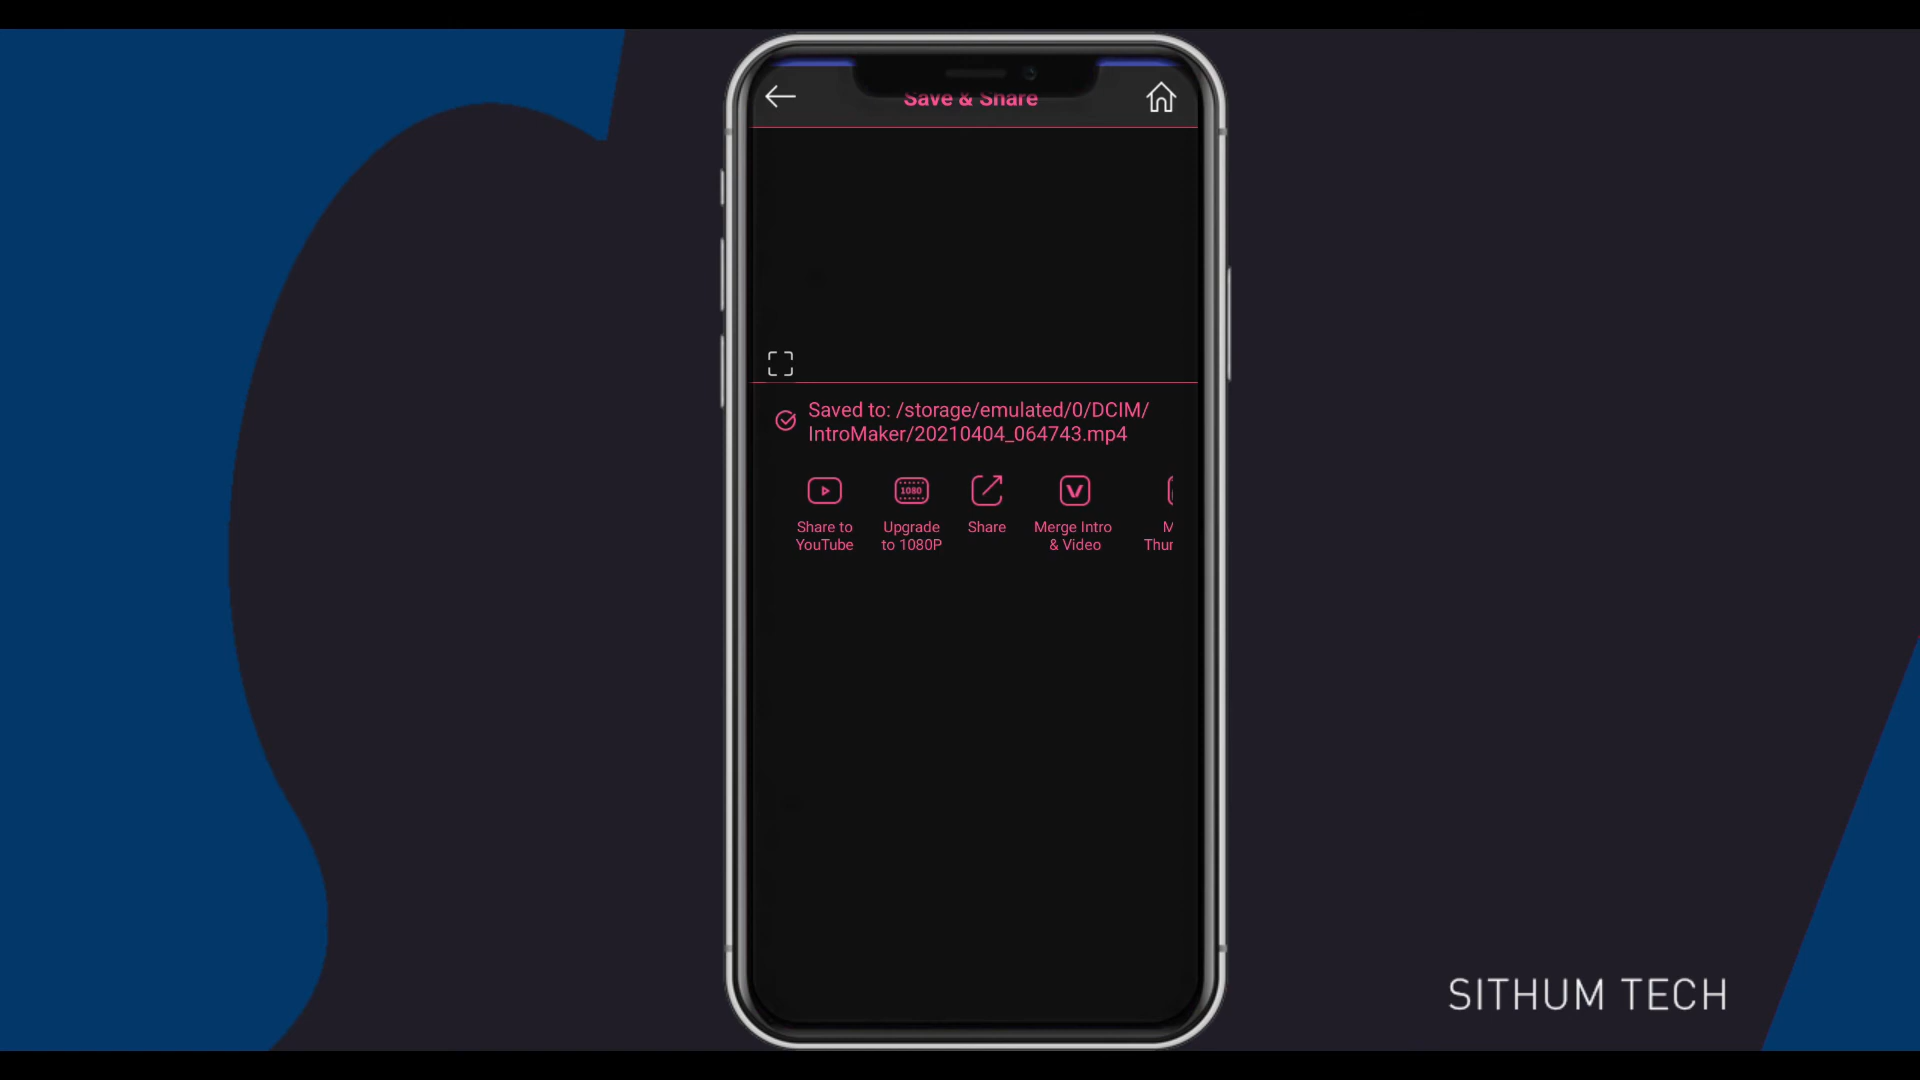 Save & Share
Saved to: /storage/emulated/0/DCIM/
IntroMaker/20210404_064743.mp4
1080
Share to
YouTube
Upgrade
to 1080P
Share
Merge Intro
& Video
SITHUM TECH